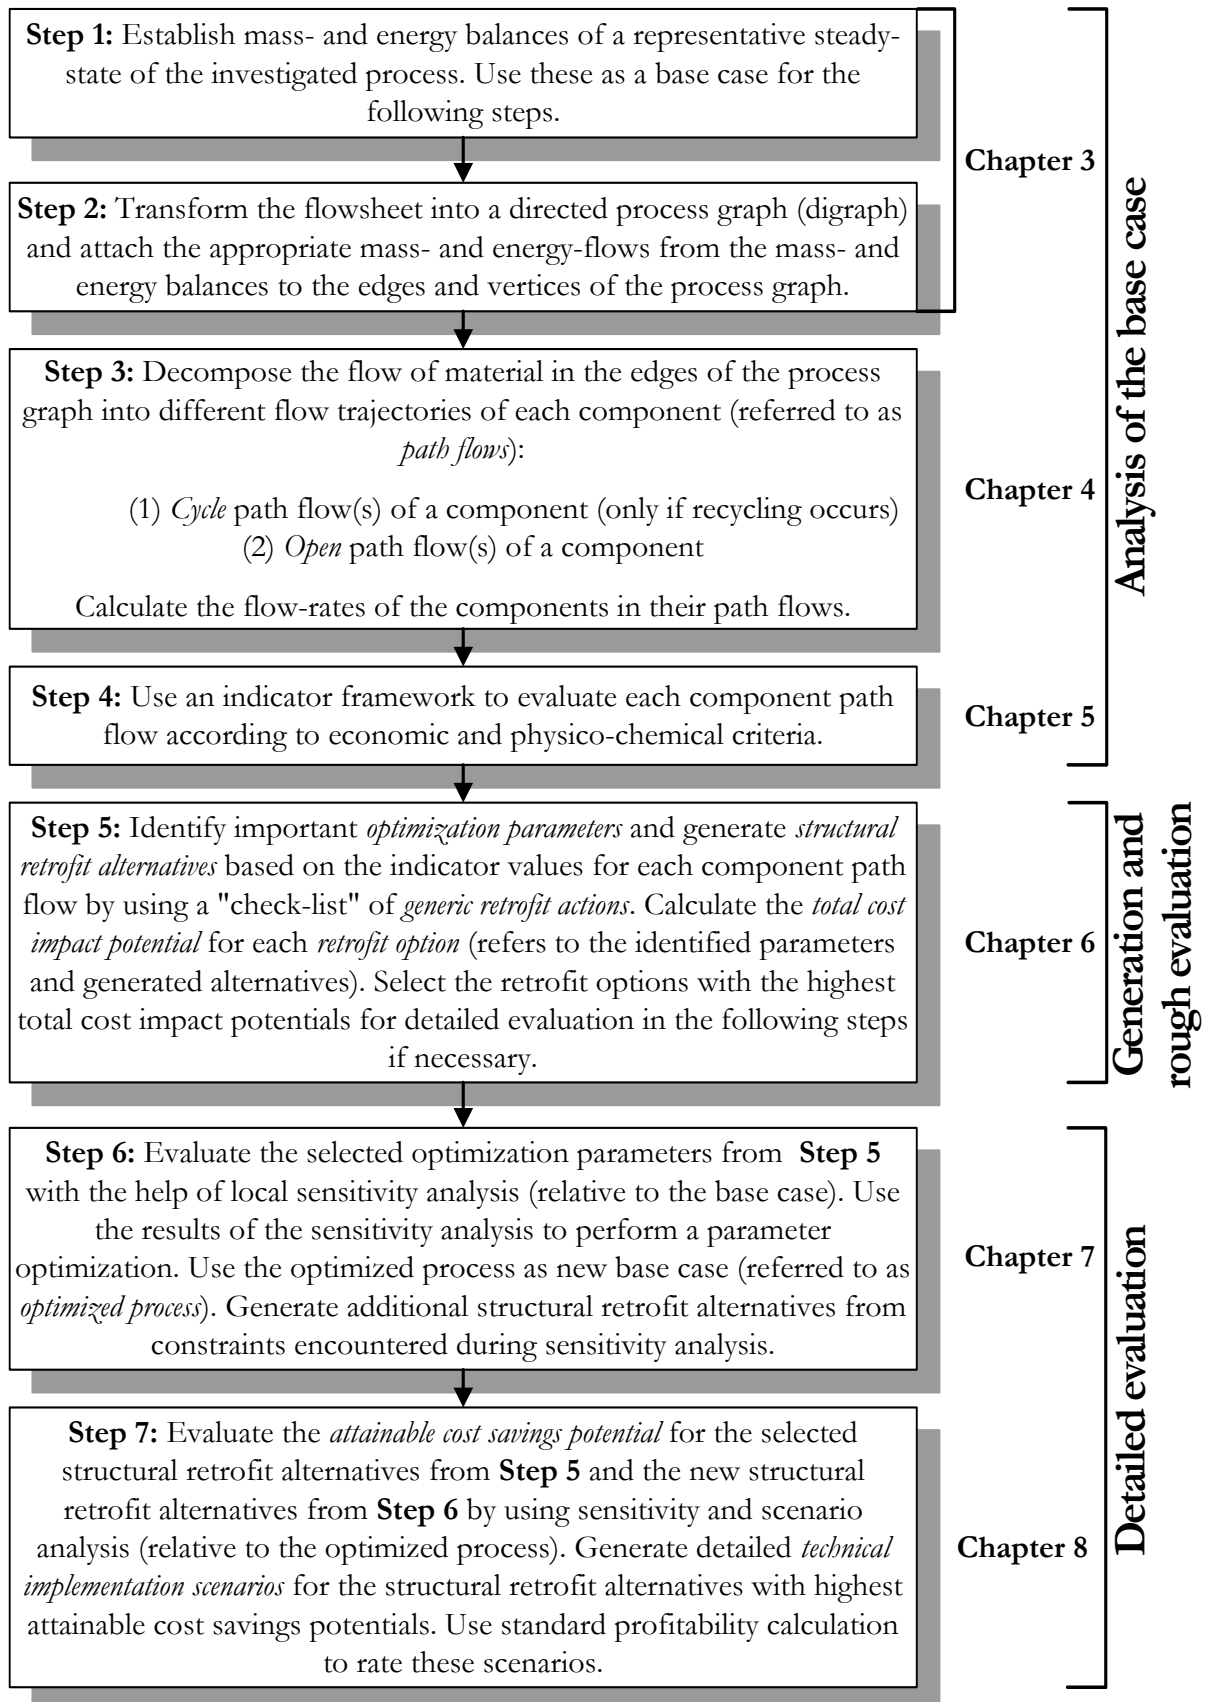 Step 1: Establish mass- and energy balances of a representative steady-
state of the investigated process. Use these as a base case for the
following steps.
Chapter 3
Step 2: Transform the flowsheet into a directed process graph (digraph)
and attach the appropriate mass- and energy-flows from the mass- and
energy balances to the edges and vertices of the process graph.
Step 3: Decompose the flow of material in the edges of the process
graph into different flow trajectories of each component (referred to as
path flows):
(1) Cycle path flow(s) of a component (only if recycling occurs)
(2) Open path flow(s) of a component
Calculate the flow-rates of the components in their path flows.
Chapter 4
Step 4: Use an indicator framework to evaluate each component path
flow according to economic and physico-chemical criteria.
Chapter 5
Analysis of the base case
Step 5: Identify important optimization parameters and generate structural
retrofit alternatives based on the indicator values for each component path
flow by using a "check-list" of generic retrofit actions. Calculate the total cost
impact potential for each retrofit option (refers to the identified parameters
and generated alternatives). Select the retrofit options with the highest
total cost impact potentials for detailed evaluation in the following steps
if necessary.
Chapter 6
Generation and
rough evaluation
Step 6: Evaluate the selected optimization parameters from Step 5
with the help of local sensitivity analysis (relative to the base case). Use
the results of the sensitivity analysis to perform a parameter
optimization. Use the optimized process as new base case (referred to as
optimized process). Generate additional structural retrofit alternatives from
constraints encountered during sensitivity analysis.
Chapter 7
Step 7: Evaluate the attainable cost savings potential for the selected
structural retrofit alternatives from Step 5 and the new structural
retrofit alternatives from Step 6 by using sensitivity and scenario
analysis (relative to the optimized process). Generate detailed technical
implementation scenarios for the structural retrofit alternatives with highest
attainable cost savings potentials. Use standard profitability calculation
to rate these scenarios.
Chapter 8
Detailed evaluation